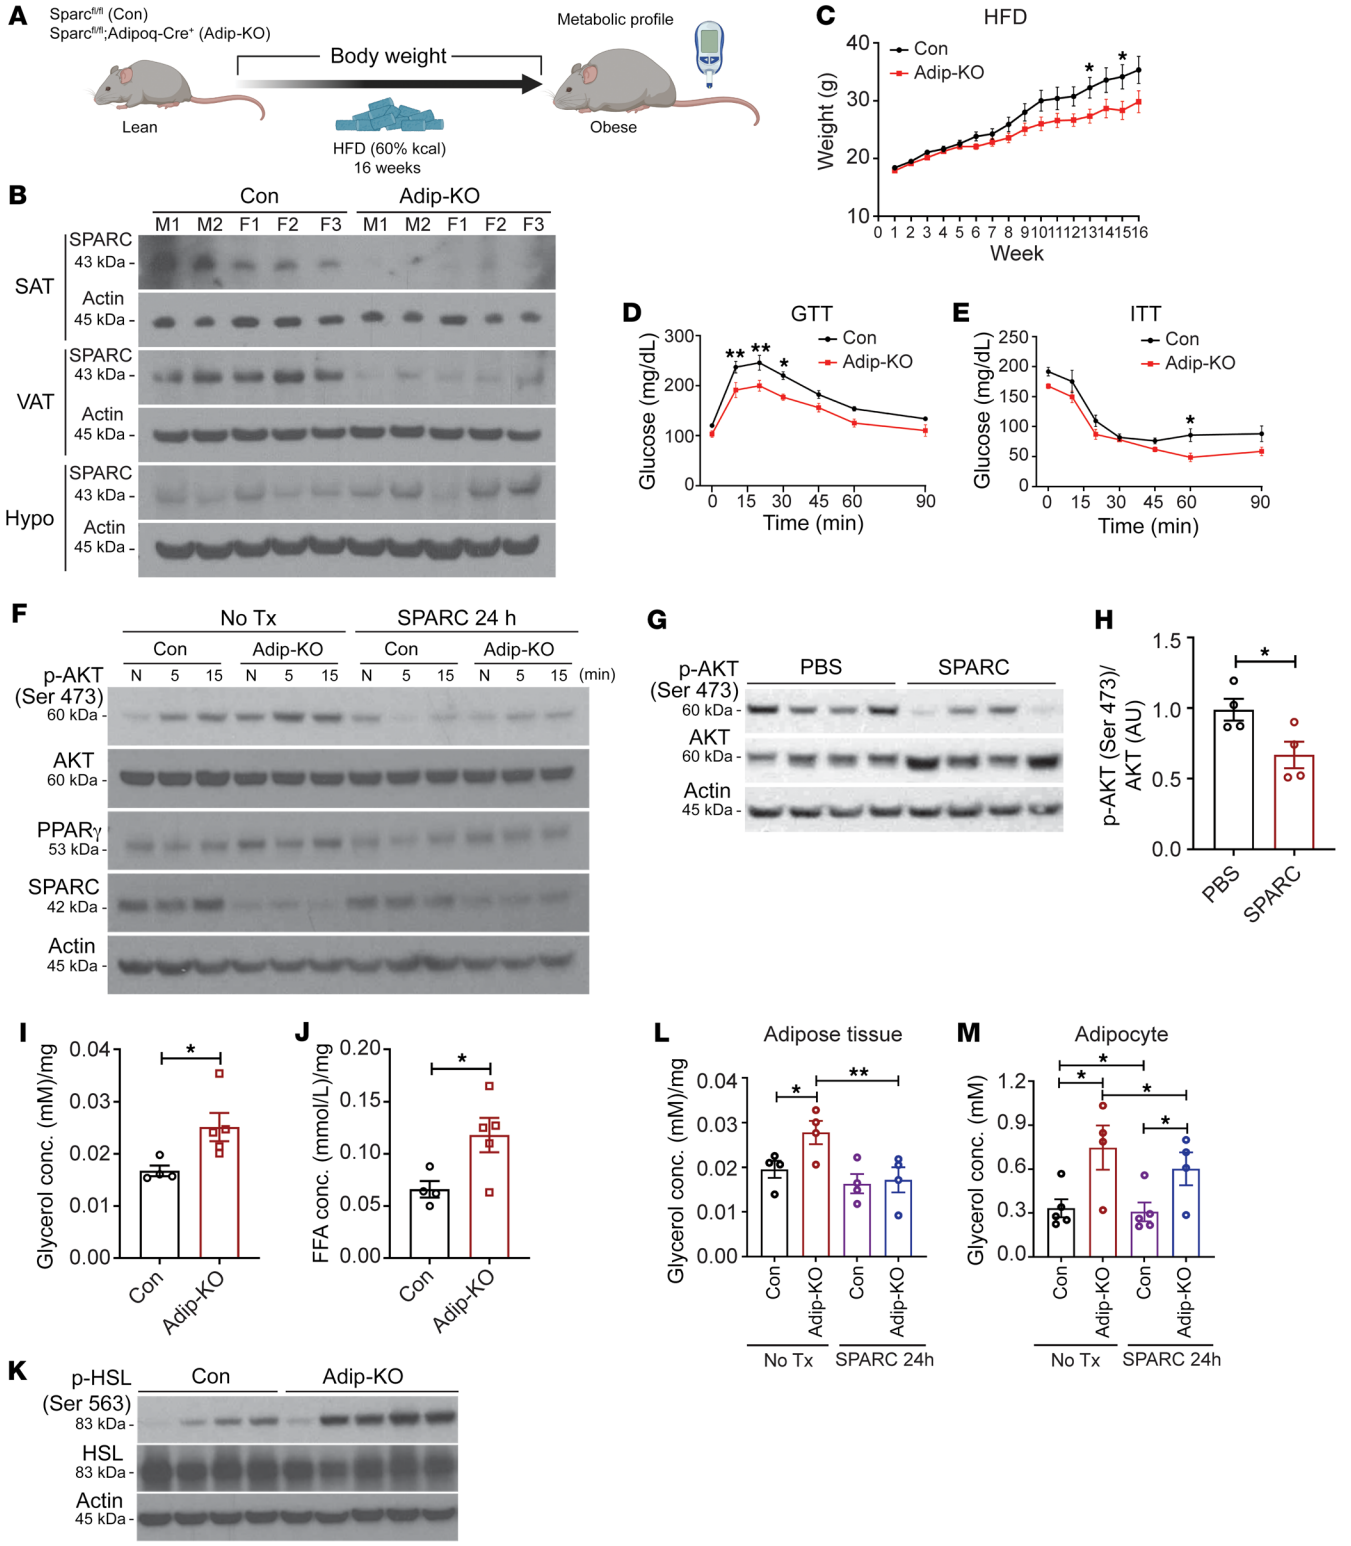 A
Sparcfl/fl (Con)
Sparcfl/fl;Adipoq-Cre+ (Adip-KO)
Body weight
Metabolic profile
Lean
HFD (60% kcal)
16 weeks
Obese
B
Con
Adip-KO
M1 M2 F1 F2 F3 M1 M2 F1 F2 F3
SAT
SPARC
43 kDa
Actin
45 kDa
VAT
SPARC
43 kDa
Actin
45 kDa
Hypo
SPARC
43 kDa
Actin
45 kDa
C
HFD
Con
Adip-KO
Weight (g)
40
30
20
10
* *
0 1 2 3 4 5 6 7 8 9 10 11 12 13 14 15 16
Week
D
GTT
Con
Adip-KO
Glucose (mg/dL)
300
200
100
0
** ** *
0 15 30 45 60 90
Time (min)
E
ITT
Con
Adip-KO
Glucose (mg/dL)
250
200
150
100
50
0
*
0 15 30 45 60 90
Time (min)
F
No Tx
SPARC 24 h
Con
Adip-KO
Con
Adip-KO
N 5 15 N 5 15 N 5 15 N 5 15 (min)
p-AKT
(Ser 473)
60 kDa
AKT
60 kDa
PPARγ
53 kDa
SPARC
42 kDa
Actin
45 kDa
G
PBS
SPARC
p-AKT
(Ser 473)
60 kDa
AKT
60 kDa
Actin
45 kDa
H
p-AKT (Ser 473)/
AKT (AU)
1.5
1.0
0.5
0.0
*
PBS
SPARC
I
Glycerol conc. (mM)/mg
0.04
0.03
0.02
0.01
0.00
*
Con
Adip-KO
J
FFA conc. (mmol/L)/mg
0.20
0.15
0.10
0.05
0.00
*
Con
Adip-KO
K
Con
Adip-KO
p-HSL
(Ser 563)
83 kDa
HSL
83 kDa
Actin
45 kDa
L
Adipose tissue
Glycerol conc. (mM)/mg
0.04
0.03
0.02
0.01
0.00
* **
Con
Adip-KO
Con
Adip-KO
No Tx
SPARC 24h
M
Adipocyte
Glycerol conc. (mM)
1.2
0.9
0.6
0.3
0.0
* * * *
Con
Adip-KO
Con
Adip-KO
No Tx
SPARC 24h